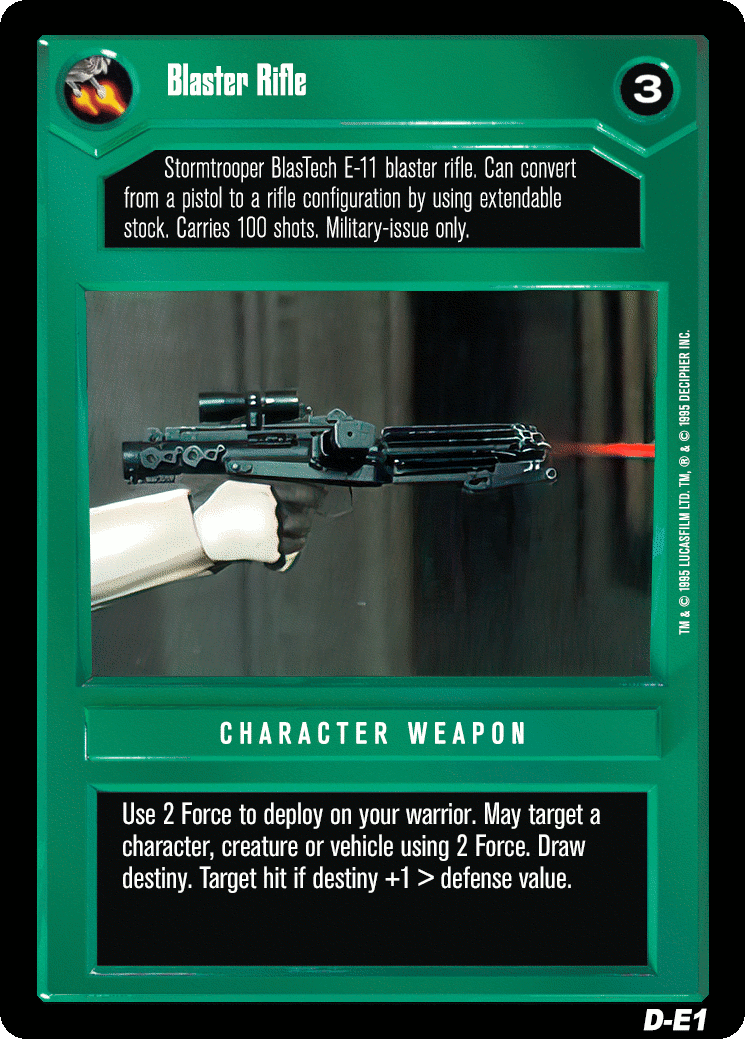 Blaster Rifle
3
Stormtrooper BlasTech E-11 blaster rifle. Can convert
from a pistol to a rifle configuration by using extendable
stock. Carries 100 shots. Military-issue only.
TM & © 1995 LUCASFILM LTD. TM, ® & © 1995 DECIPHER INC.
CHARACTER WEAPON
Use 2 Force to deploy on your warrior. May target a
character, creature or vehicle using 2 Force. Draw
destiny. Target hit if destiny +1 > defense value.
D-E1